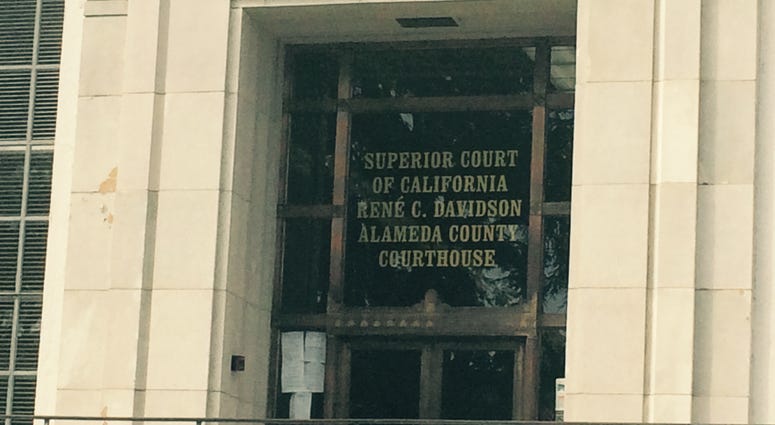 SUPERIOR COURT
OF CALIFORNIA
RENÉ C. DAVIDSON
ALAMEDA COUNTY
COURTHOUSE